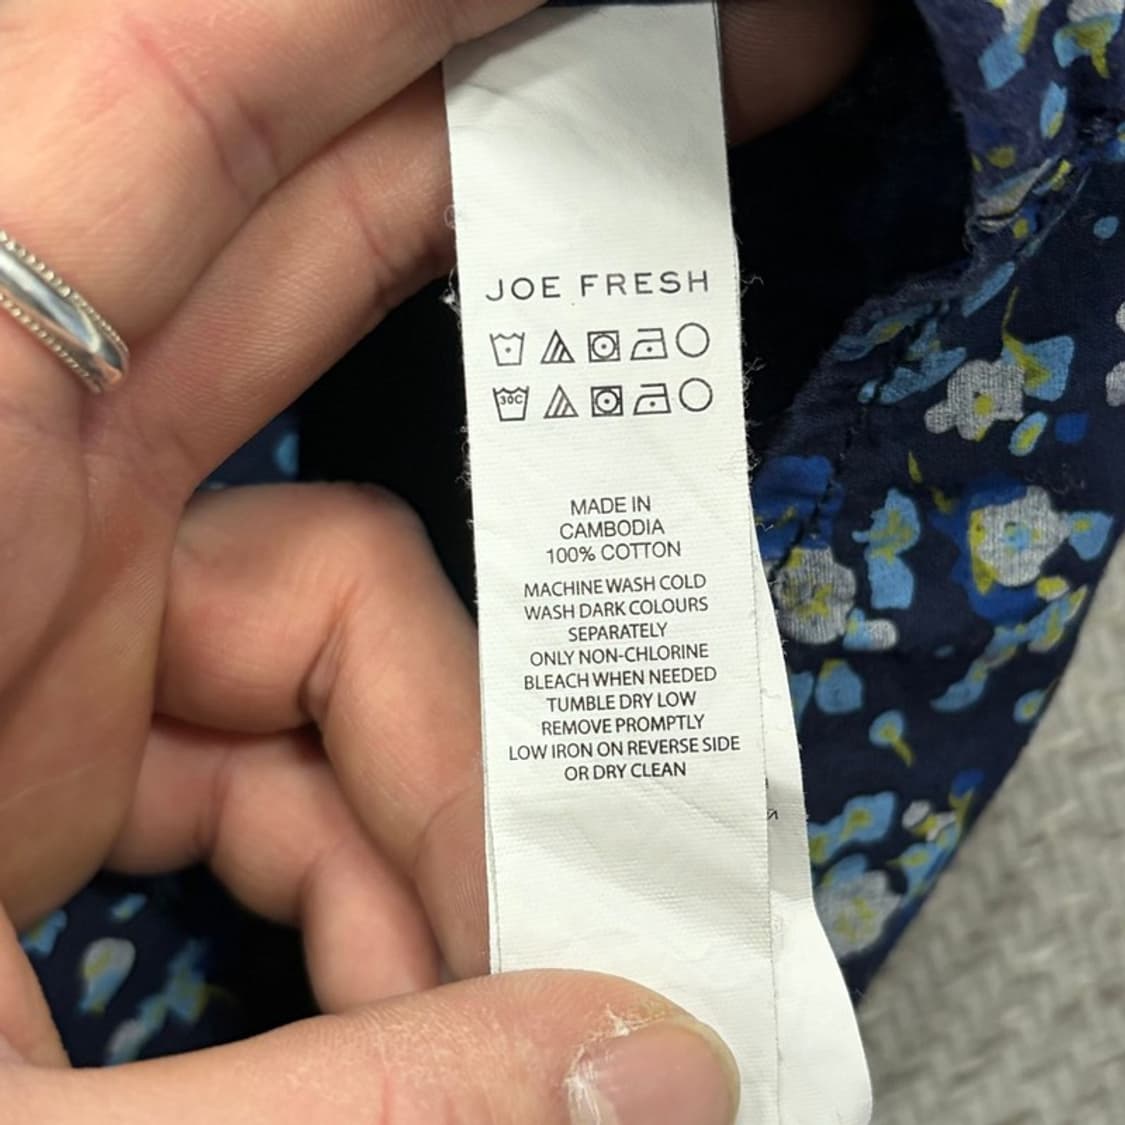 JOE FRESH
30C
MADE IN
CAMBODIA
100% COTTON
MACHINE WASH COLD
WASH DARK COLOURS
SEPARATELY
ONLY NON-CHLORINE
BLEACH WHEN NEEDED
TUMBLE DRY LOW
REMOVE PROMPTLY
LOW IRON ON REVERSE SIDE
OR DRY CLEAN